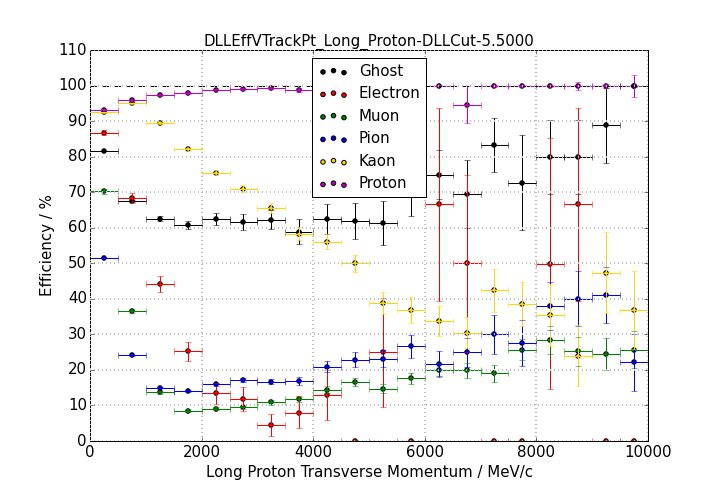 DLLEffVTrackPt_Long_Proton-DLLCut-5.5000
110
100
90
80
70
60
50
40
30
20
10
0
Efficiency / %
Ghost
Electron
Muon
Pion
Kaon
Proton
0 2000 4000 6000 8000 10000
Long Proton Transverse Momentum / MeV/c